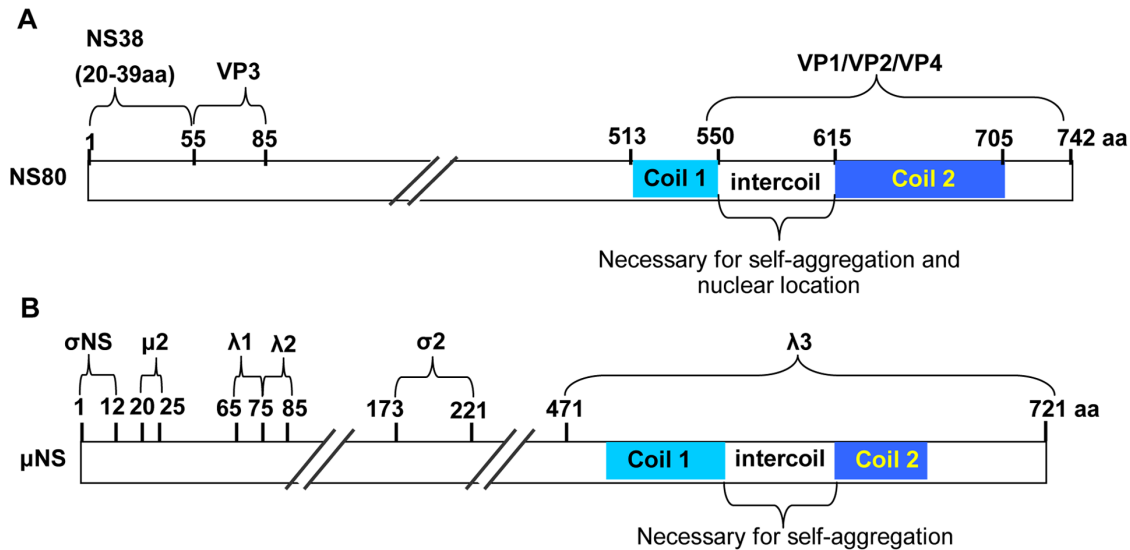 A
NS38
(20-39aa)
VP3
VP1/VP2/VP4
1 55 85 513 550 615 705 742 aa
NS80
Coil 1 intercoil Coil 2
Necessary for self-aggregation and
nuclear location
B
σNS μ2 λ1 λ2 σ2 λ3
1 12 20 25 65 75 85 173 221 471 721 aa
μNS
Coil 1 intercoil Coil 2
Necessary for self-aggregation